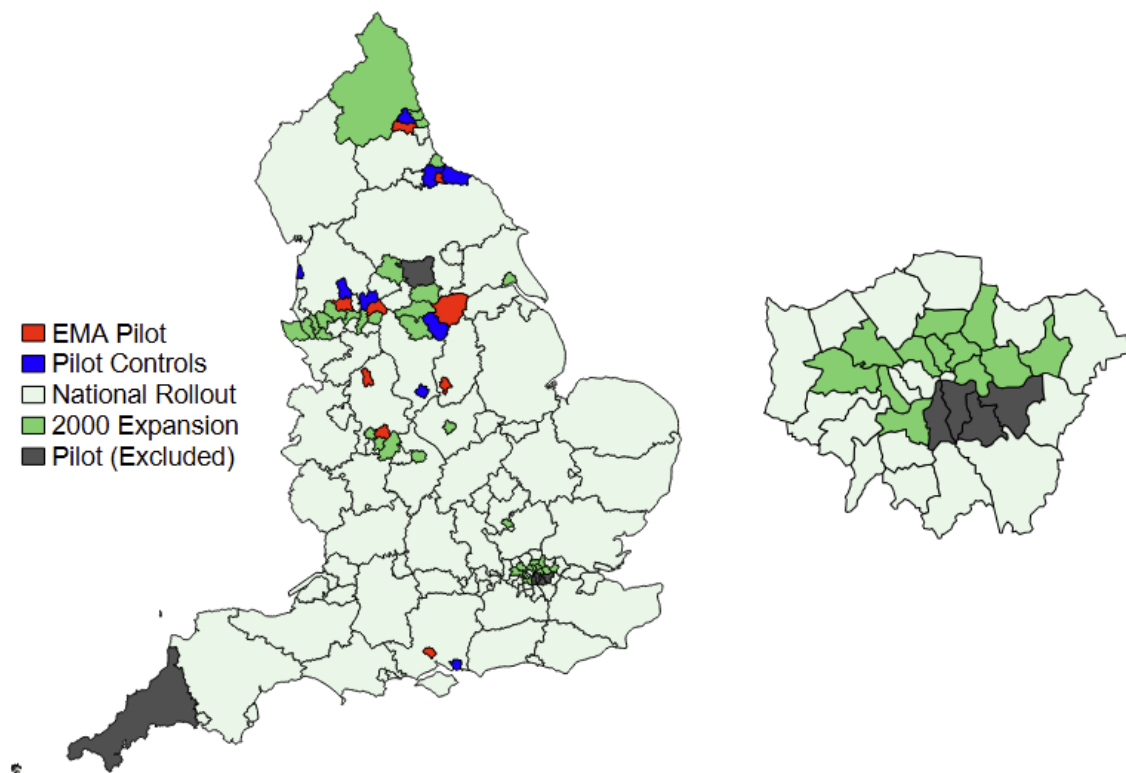 EMA Pilot
Pilot Controls
National Rollout
2000 Expansion
Pilot (Excluded)